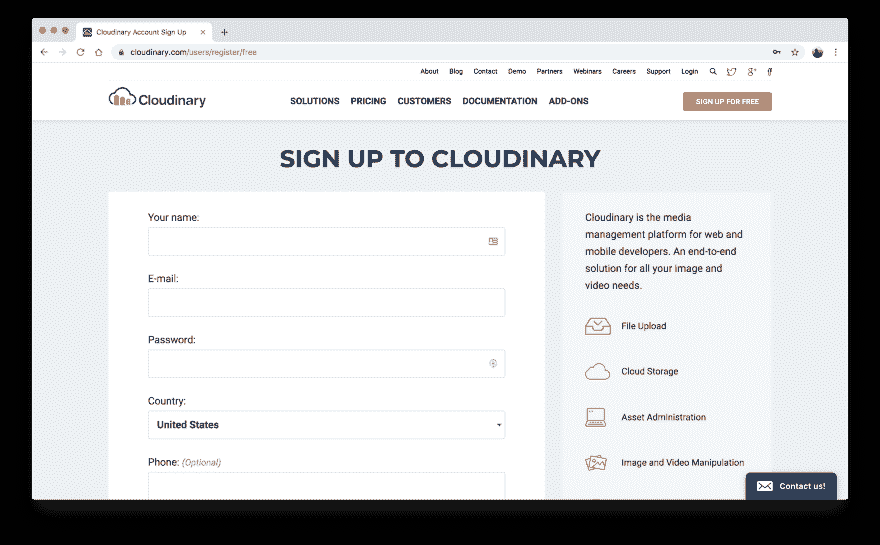 Cloudinary Account Sign Up
cloudinary.com/users/register/free
About Blog Contact Demo Partners Webinars Careers Support Login
Cloudinary
SOLUTIONS PRICING CUSTOMERS DOCUMENTATION ADD-ONS
SIGN UP FOR FREE
SIGN UP TO CLOUDINARY
Your name:
E-mail:
Password:
Country:
United States
Phone: (Optional)
Cloudinary is the media
management platform for web and
mobile developers. An end-to-end
solution for all your image and
video needs.
File Upload
Cloud Storage
Asset Administration
Image and Video Manipulation
Contact us!